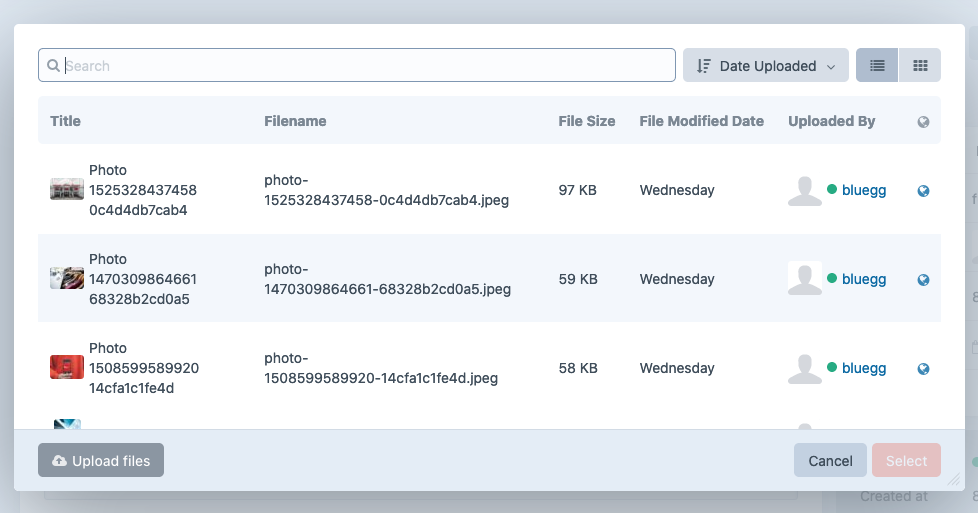 Search
Date Uploaded
Title Filename File Size File Modified Date Uploaded By
Photo
1525328437458
0c4d4db7cab4
photo-
1525328437458-0c4d4db7cab4.jpeg
97 KB
Wednesday
bluegg
Photo
1470309864661
68328b2cd0a5
photo-
1470309864661-68328b2cd0a5.jpeg
59 KB
Wednesday
bluegg
Photo
1508599589920
14cfa1c1fe4d
photo-
1508599589920-14cfa1c1fe4d.jpeg
58 KB
Wednesday
bluegg
Upload files
Cancel
Select
Created at